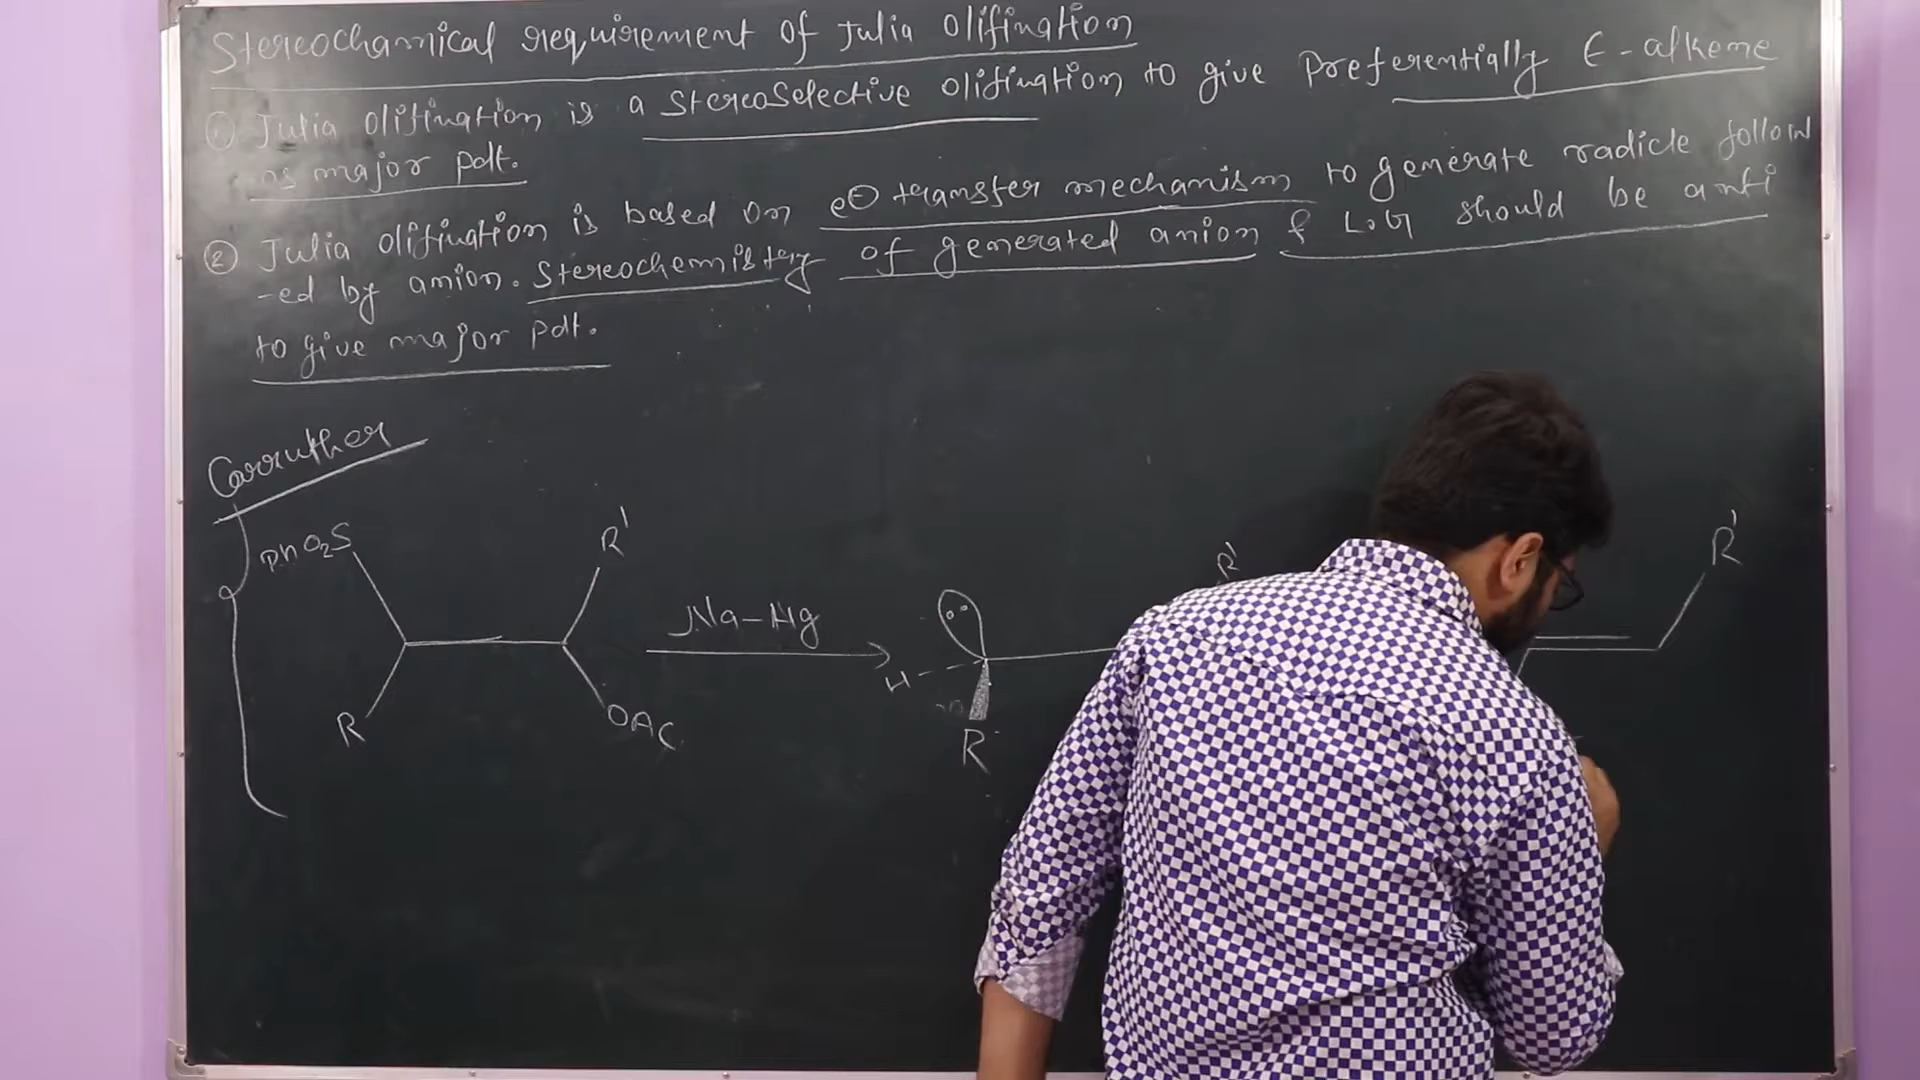 Stereochamical requirement of Julia Olifination
① Julia Olifination is a StereoSelective Olifination to give Preferentially E-alkene
as major pdt.
② Julia Olifination is based on e⊖ transfer mechanism to generate radicle follow
-ed by anion. Stereochemistery of generated anion & L.G should be anti
to give major pdt.
Carruther
PhO₂S
R'
R
OAC
Na-Hg
H
R
R'
R'